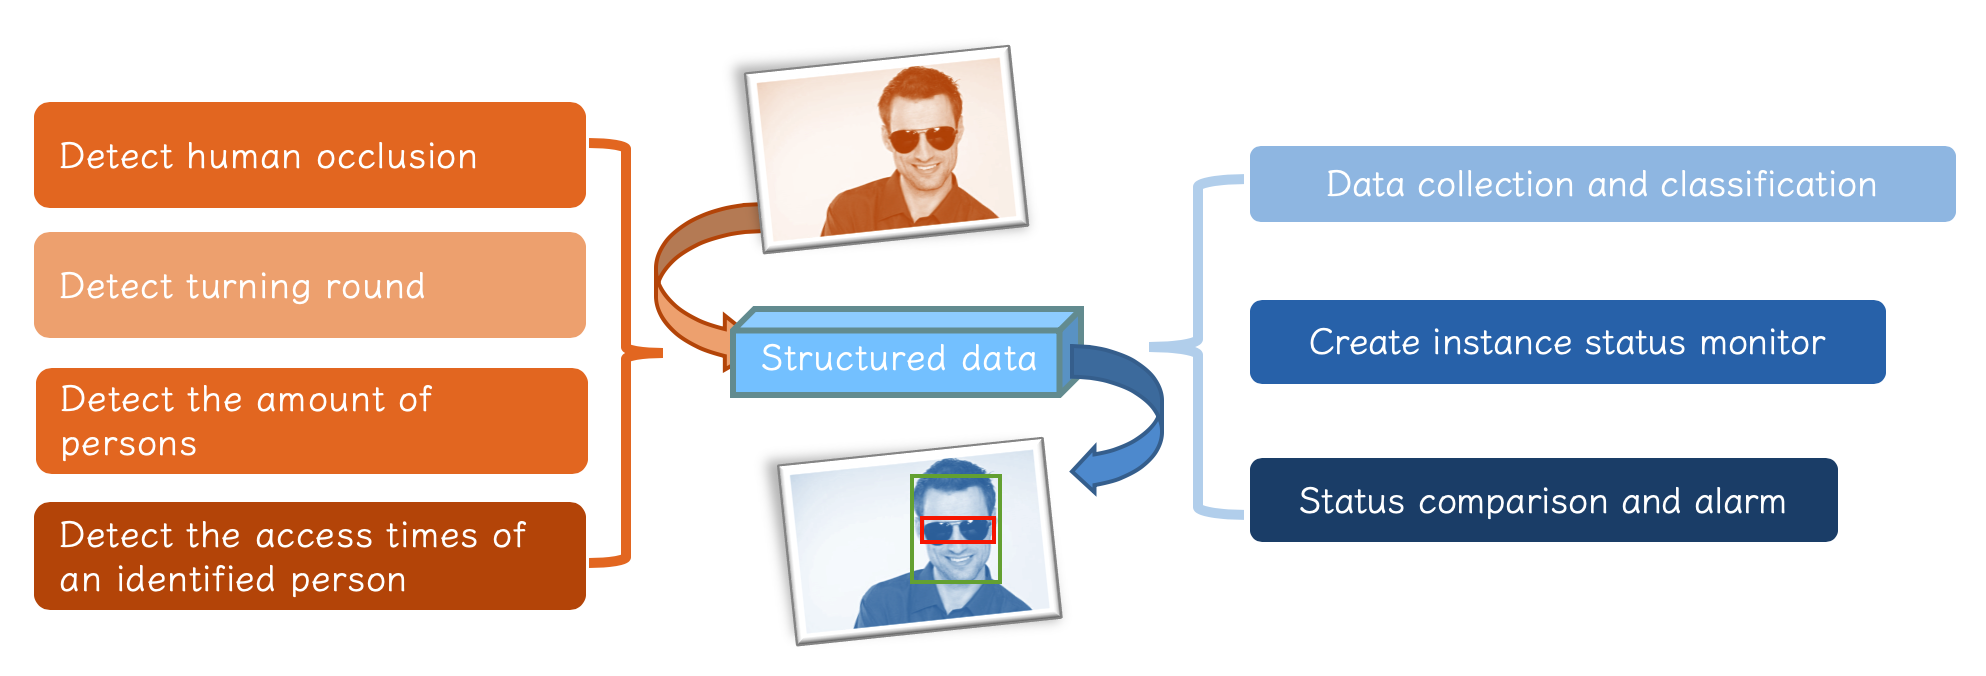 Detect human occlusion
Detect turning round
Detect the amount of
persons
Detect the access times of
an identified person
Structured data
Data collection and classification
Create instance status monitor
Status comparison and alarm